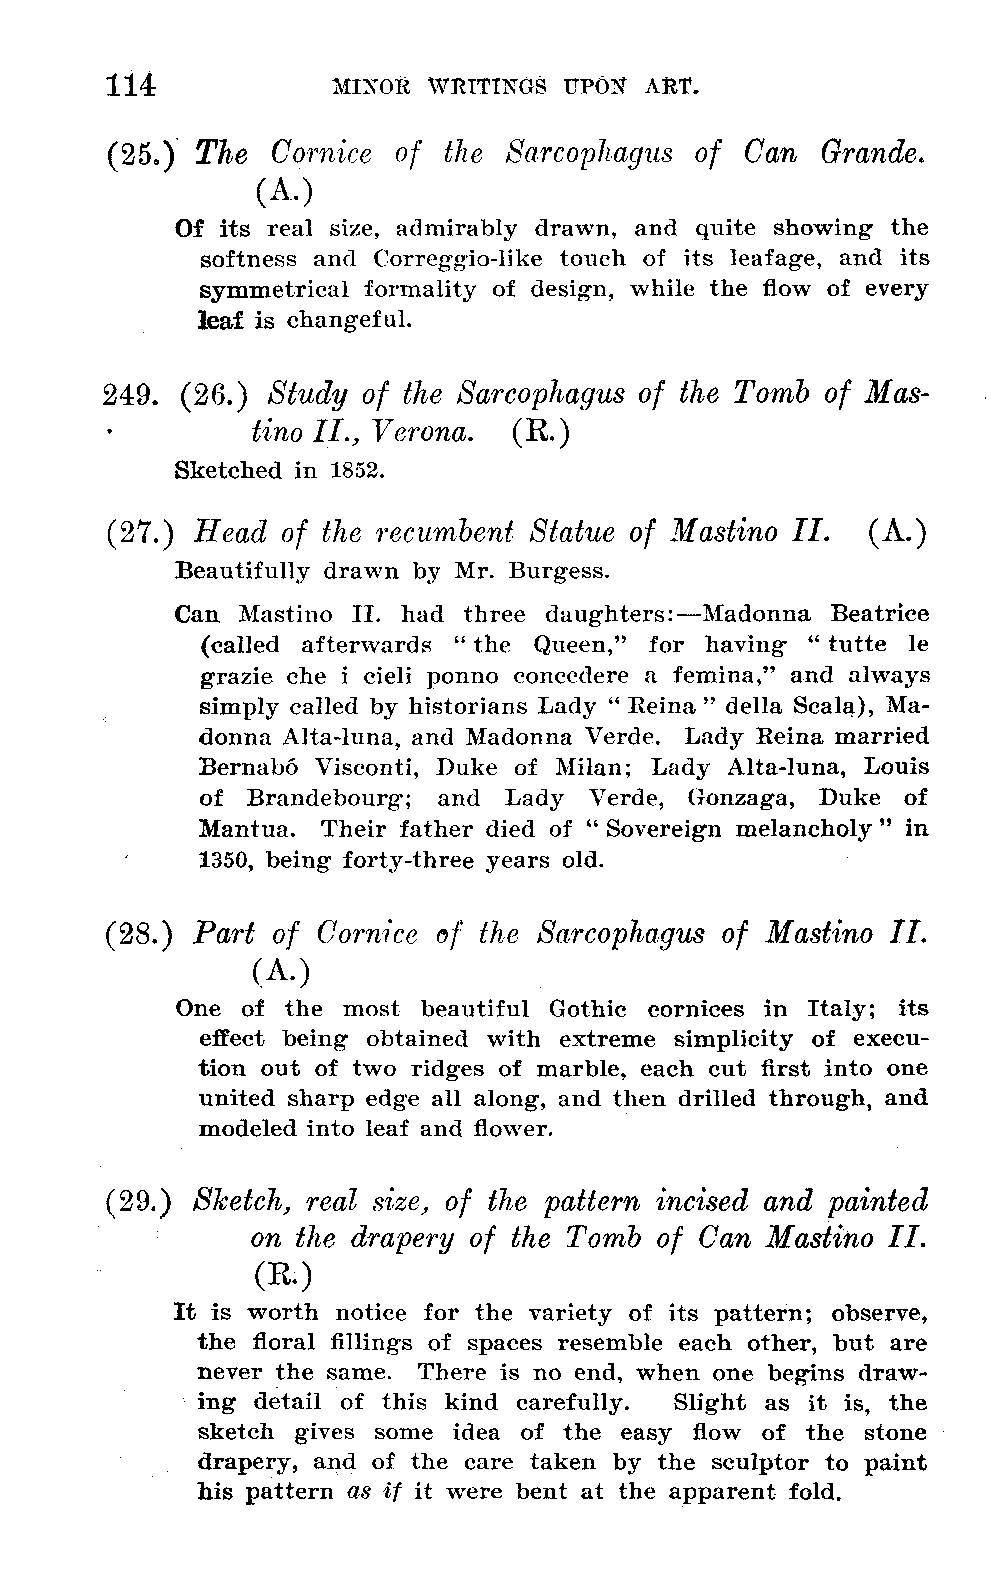 114 MINOR WRITINGS UPON ART.
(25.) The Cornice of the Sarcophagus of Can Grande.
(A.)
Of its real size, admirably drawn, and quite showing the
softness and Correggio-like touch of its leafage, and its
symmetrical formality of design, while the flow of every
leaf is changeful.
249. (26.) Study of the Sarcophagus of the Tomb of Mas-
tino II., Verona. (R.)
Sketched in 1852.
(27.) Head of the recumbent Statue of Mastino II. (A.)
Beautifully drawn by Mr. Burgess.
Can Mastino II. had three daughters:—Madonna Beatrice
(called afterwards “the Queen,” for having “tutte le
grazie che i cieli ponno concedere a femina,” and always
simply called by historians Lady “Reina” della Scala), Ma-
donna Alta-luna, and Madonna Verde. Lady Reina married
Bernabó Visconti, Duke of Milan; Lady Alta-luna, Louis
of Brandebourg; and Lady Verde, Gonzaga, Duke of
Mantua. Their father died of “Sovereign melancholy” in
1350, being forty-three years old.
(28.) Part of Cornice of the Sarcophagus of Mastino II.
(A.)
One of the most beautiful Gothic cornices in Italy; its
effect being obtained with extreme simplicity of execu-
tion out of two ridges of marble, each cut first into one
united sharp edge all along, and then drilled through, and
modeled into leaf and flower.
(29.) Sketch, real size, of the pattern incised and painted
on the drapery of the Tomb of Can Mastino II.
(R.)
It is worth notice for the variety of its pattern; observe,
the floral fillings of spaces resemble each other, but are
never the same. There is no end, when one begins draw-
ing detail of this kind carefully. Slight as it is, the
sketch gives some idea of the easy flow of the stone
drapery, and of the care taken by the sculptor to paint
his pattern as if it were bent at the apparent fold.